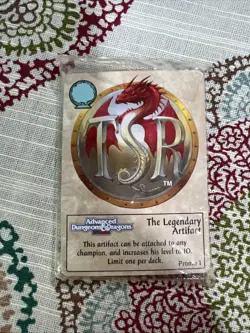 TSR
TM
Advanced
Dungeons & Dragons
The Legendary
Artifact
This artifact can be attached to any
champion, and increases his level to 10.
Limit one per deck.